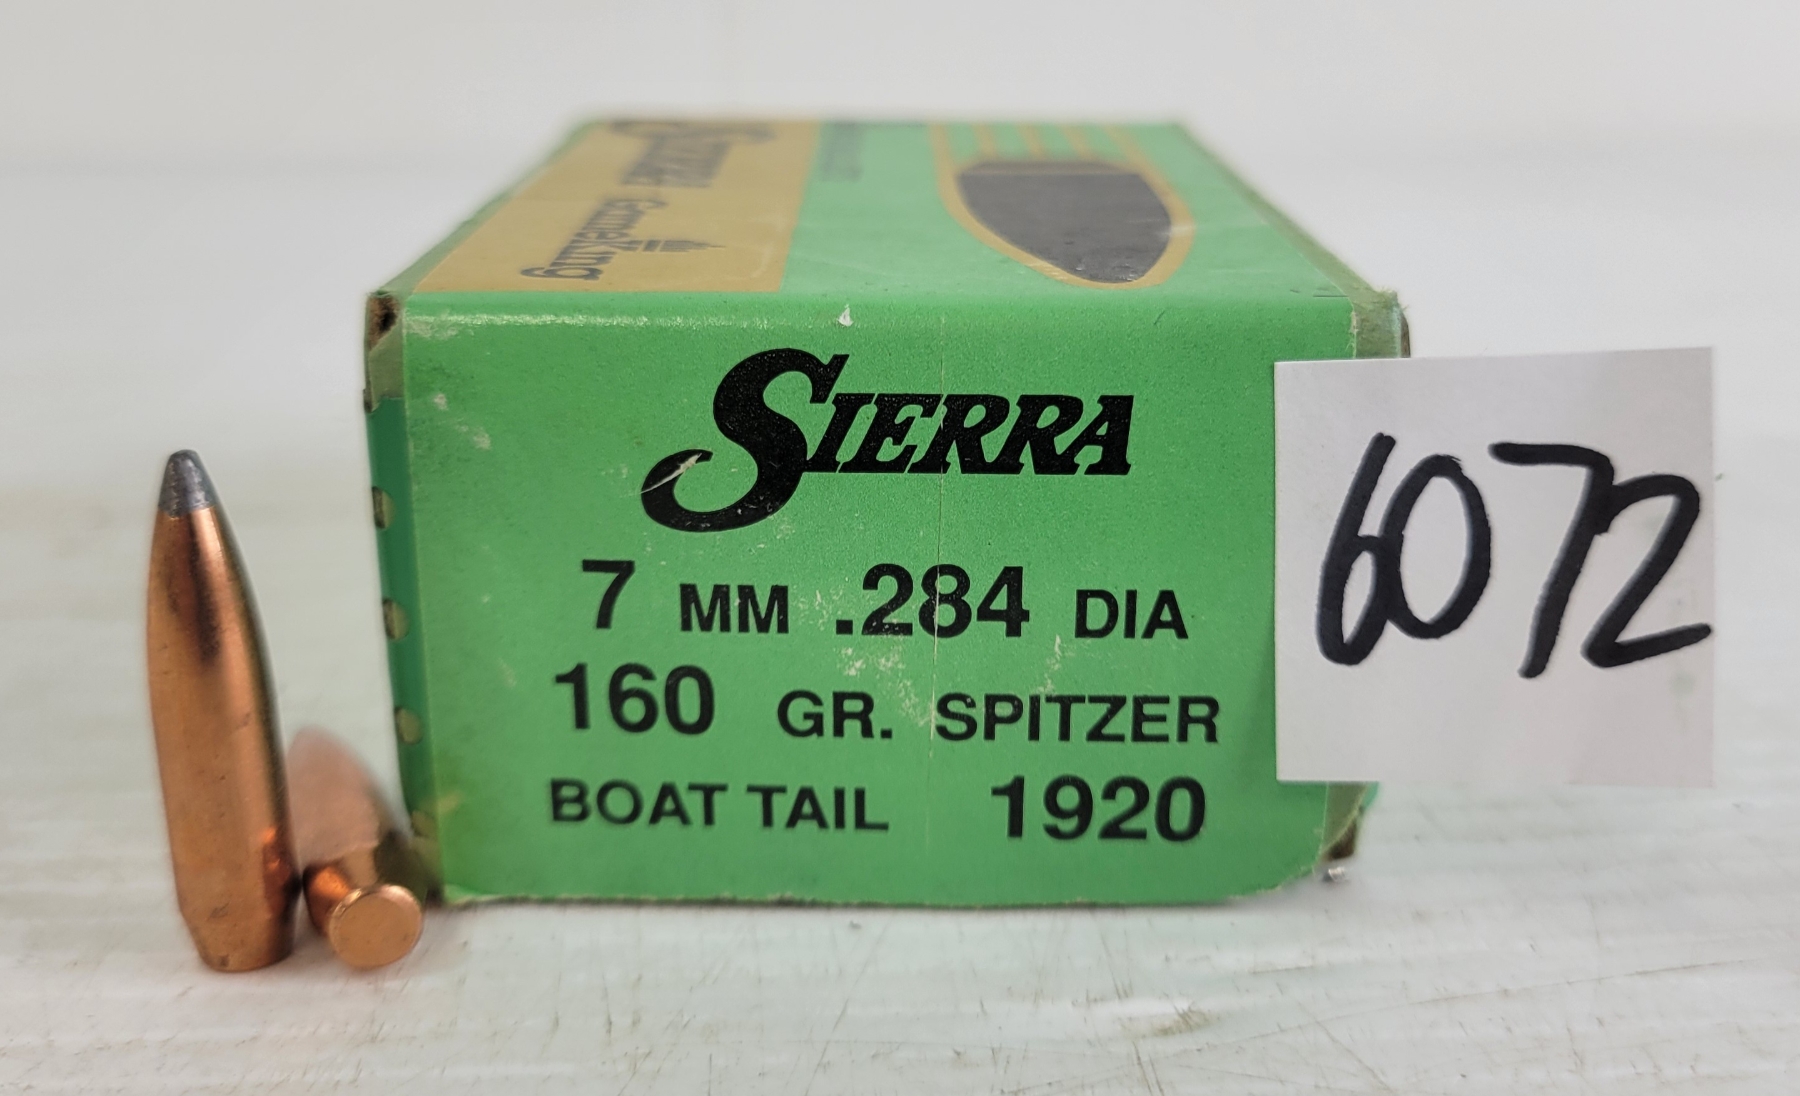 SIERRA
GameKing
SIERRA
7 MM .284 DIA
160 GR. SPITZER
BOAT TAIL 1920
6072